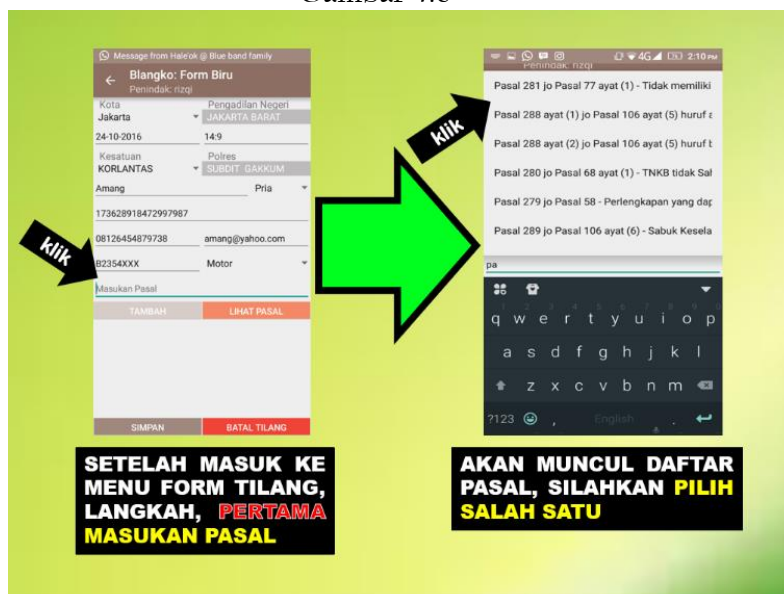 Message from Hale'ok @ Blue band family
Blangko: Form Biru
Penindak: rizqi
Kota
Pengadilan Negeri
Jakarta
JAKARTA BARAT
24-10-2016
14:9
Kesatuan
Polres
KORLANTAS
SUBDIT GAKKUM
Amang
Pria
173628918472997987
08126454879738
amang@yahoo.com
B2354XXX
Motor
Masukan Pasal
TAMBAH
LIHAT PASAL
SIMPAN
BATAL TILANG
klik
SETELAH MASUK KE
MENU FORM TILANG,
LANGKAH, PERTAMA
MASUKAN PASAL
4G
2:10 PM
Penindak: rizqi
Pasal 281 jo Pasal 77 ayat (1) - Tidak memiliki
Pasal 288 ayat (1) jo Pasal 106 ayat (5) huruf a
Pasal 288 ayat (2) jo Pasal 106 ayat (5) huruf b
Pasal 280 jo Pasal 68 ayat (1) - TNKB tidak Sah
Pasal 279 jo Pasal 58 - Perlengkapan yang dap
Pasal 289 jo Pasal 106 ayat (6) - Sabuk Kesela
pa
q w e r t y u i o p
a s d f g h j k l
z x c v b n m
?123 , English .
klik
AKAN MUNCUL DAFTAR
PASAL, SILAHKAN PILIH
SALAH SATU